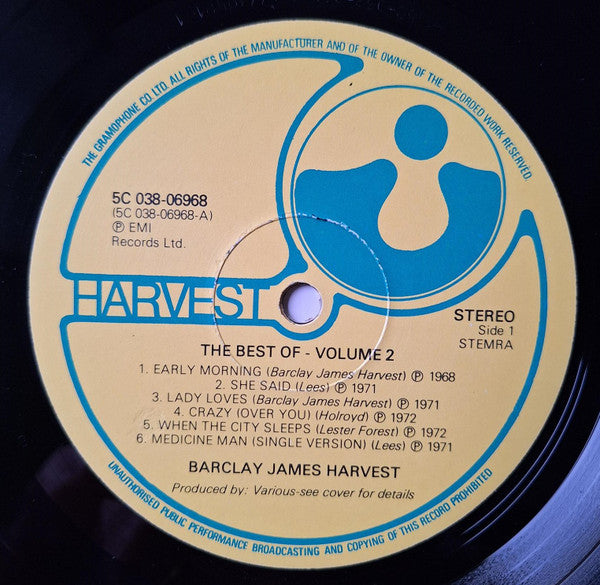 THE GRAMOPHONE CO LTD. ALL RIGHTS OF THE MANUFACTURER AND OF THE OWNER OF THE RECORDED WORK RESERVED.
5C 038-06968
(5C 038-06968-A)
℗ EMI
Records Ltd.
HARVEST
STEREO
Side 1
STEMRA
THE BEST OF - VOLUME 2
1. EARLY MORNING (Barclay James Harvest) ℗ 1968
2. SHE SAID (Lees) ℗ 1971
3. LADY LOVES (Barclay James Harvest) ℗ 1971
4. CRAZY (OVER YOU) (Holroyd) ℗ 1972
5. WHEN THE CITY SLEEPS (Lester Forest) ℗ 1972
6. MEDICINE MAN (SINGLE VERSION) (Lees) ℗ 1971
BARCLAY JAMES HARVEST
Produced by: Various-see cover for details
UNAUTHORISED PUBLIC PERFORMANCE BROADCASTING AND COPYING OF THIS RECORD PROHIBITED